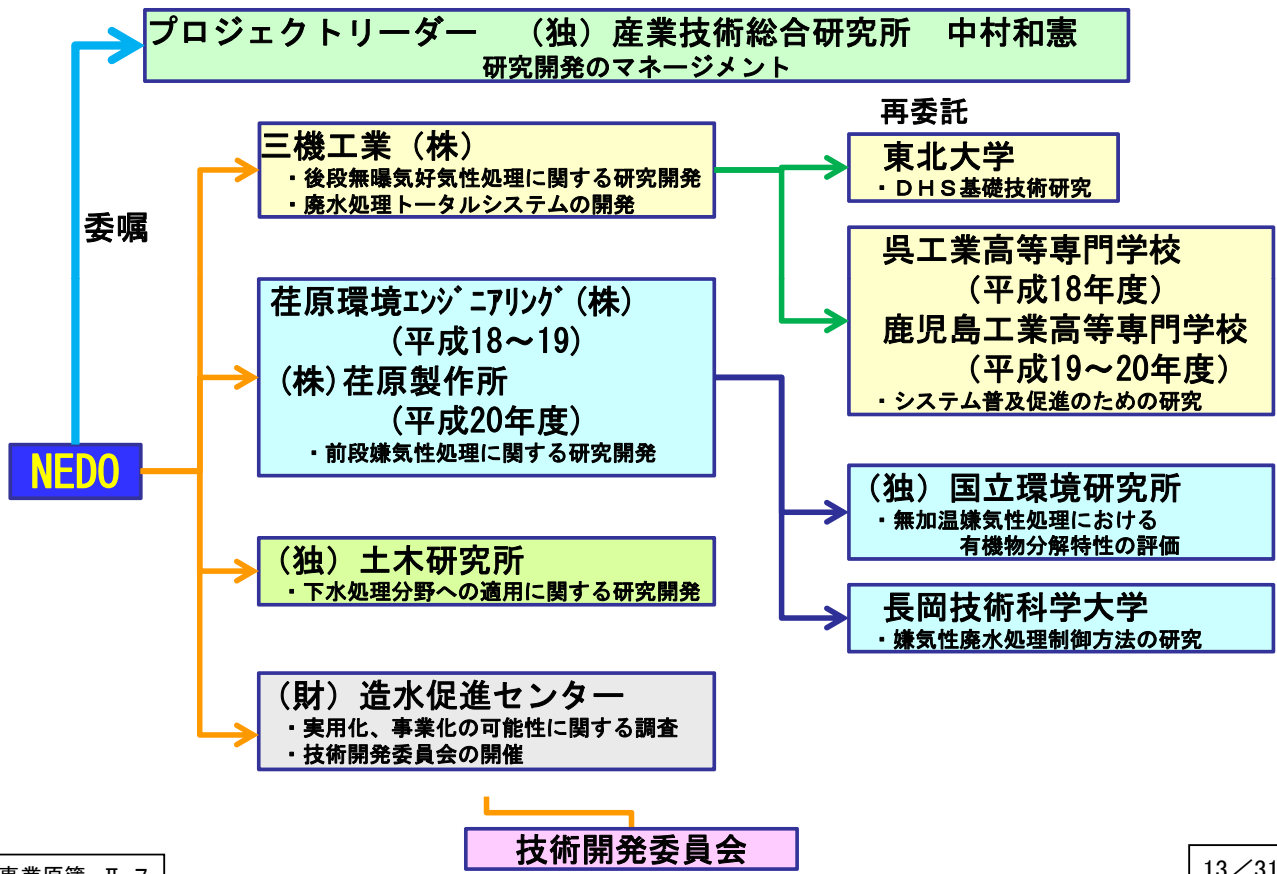 プロジェクトリーダー　（独）産業技術総合研究所　中村和憲
研究開発のマネージメント
委嘱
NEDO
三機工業（株）
・後段無曝気好気性処理に関する研究開発
・廃水処理トータルシステムの開発
荏原環境ｴﾝｼﾞﾆｱﾘﾝｸﾞ(株)
(平成18～19)
(株)荏原製作所
(平成20年度)
・前段嫌気性処理に関する研究開発
（独）土木研究所
・下水処理分野への適用に関する研究開発
（財）造水促進センター
・実用化、事業化の可能性に関する調査
・技術開発委員会の開催
技術開発委員会
再委託
東北大学
・ＤＨＳ基礎技術研究
呉工業高等専門学校
(平成18年度)
鹿児島工業高等専門学校
(平成19～20年度)
・システム普及促進のための研究
（独）国立環境研究所
・無加温嫌気性処理における
有機物分解特性の評価
長岡技術科学大学
・嫌気性廃水処理制御方法の研究
事業原簿 Ⅱ-7
13／31